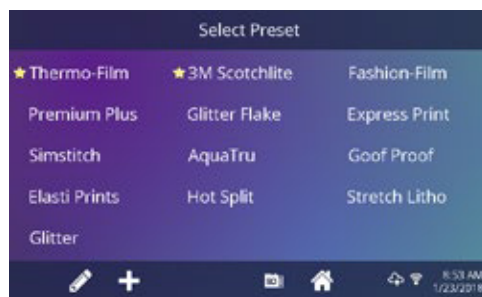 Select Preset
Thermo-Film 3M Scotchlite Fashion-Film
Premium Plus Glitter Flake Express Print
Simstitch AquaTru Goof Proof
Elasti Prints Hot Split Stretch Litho
Glitter
8:53 AM
1/23/2018